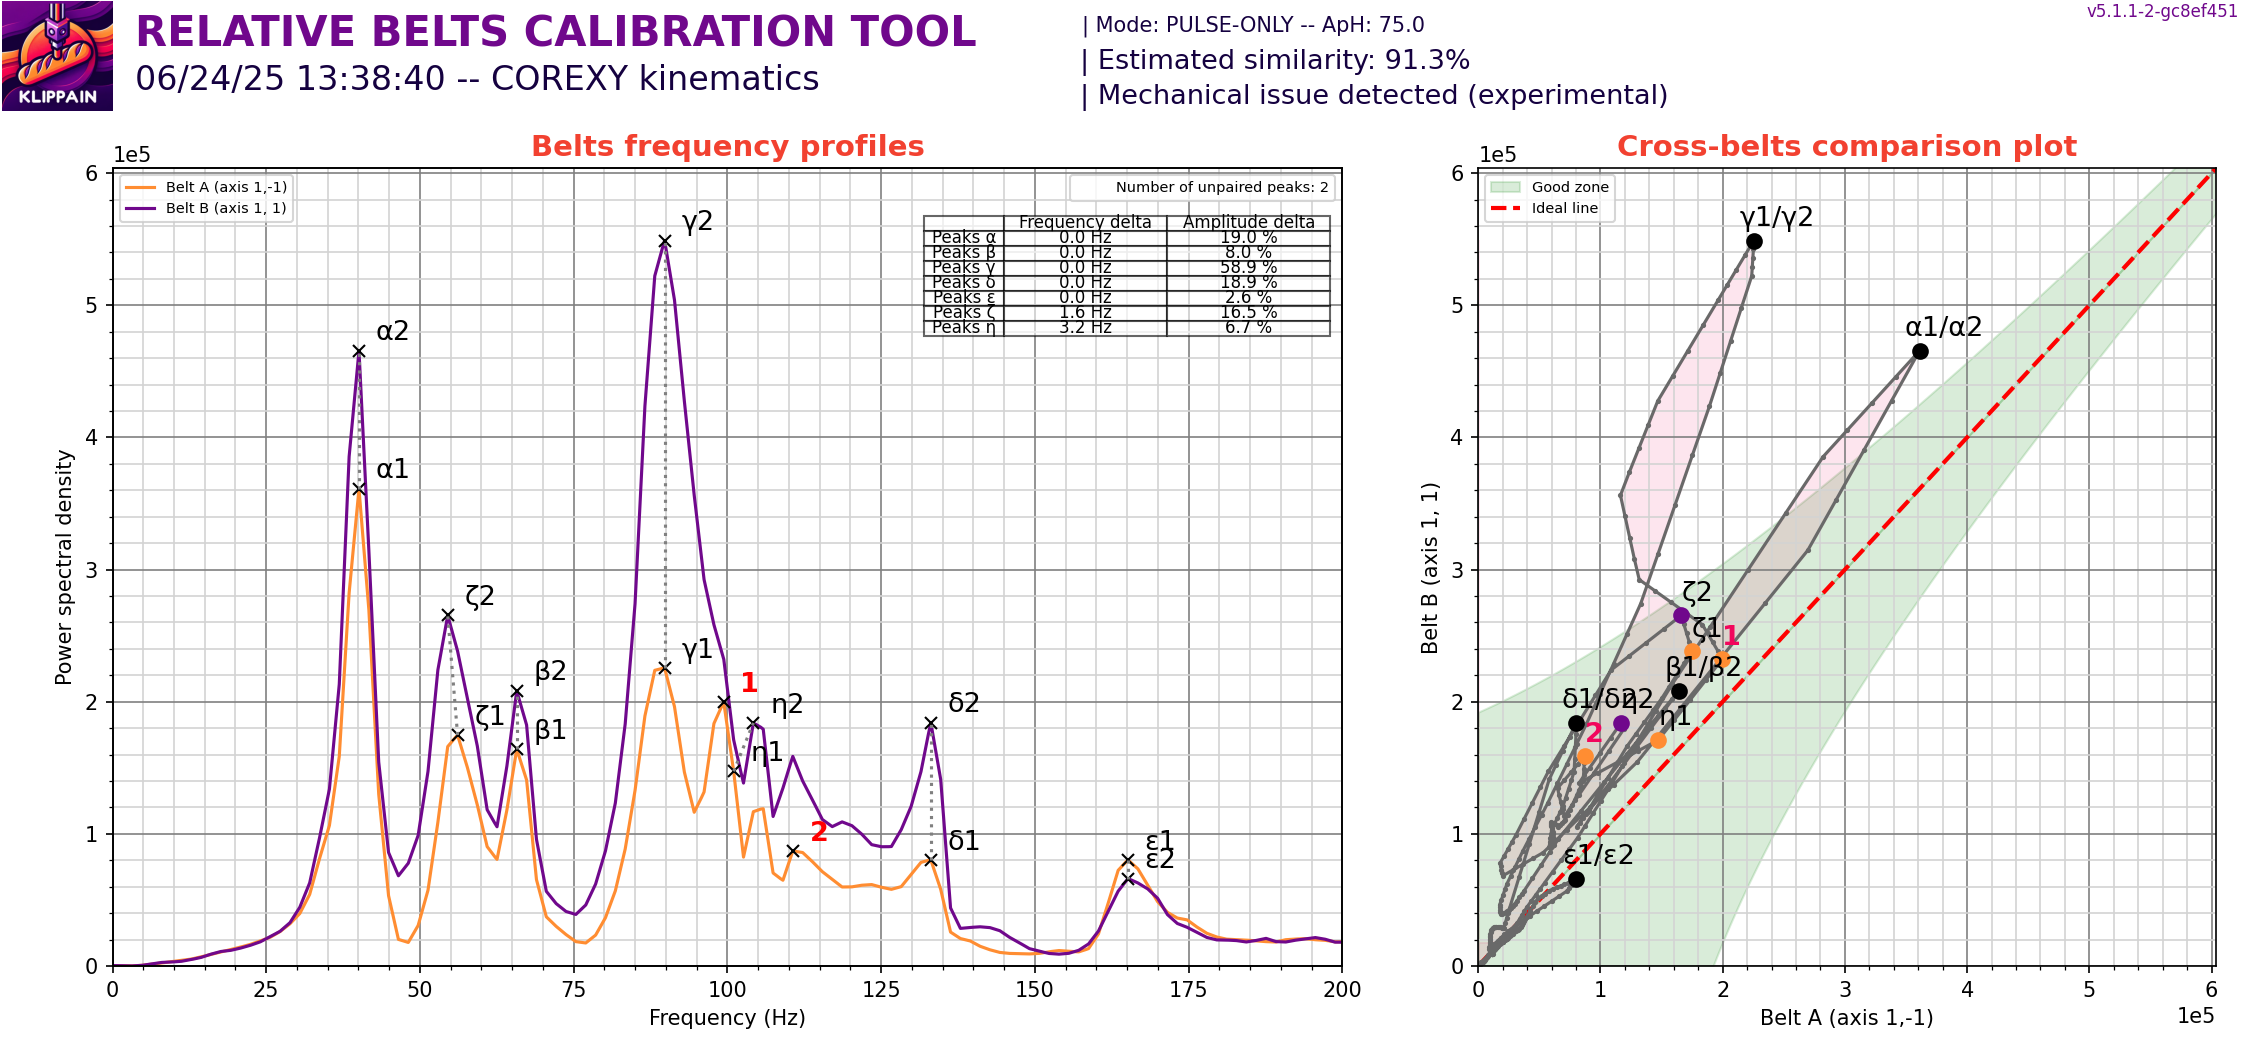 KLIPPAIN
RELATIVE BELTS CALIBRATION TOOL
06/24/25 13:38:40 -- COREXY kinematics
| Mode: PULSE-ONLY -- ApH: 75.0
| Estimated similarity: 91.3%
| Mechanical issue detected (experimental)
v5.1.1-2-gc8ef451
Belts frequency profiles
1e5
Belt A (axis 1,-1)
Belt B (axis 1, 1)
Number of unpaired peaks: 2
Frequency delta Amplitude delta
Peaks α 0.0 Hz 19.0 %
Peaks β 0.0 Hz 8.0 %
Peaks γ 0.0 Hz 58.9 %
Peaks δ 0.0 Hz 18.9 %
Peaks ε 0.0 Hz 2.6 %
Peaks ζ 1.6 Hz 16.5 %
Peaks η 3.2 Hz 6.7 %
γ2
α2
α1
ζ2
ζ1
β2
β1
γ1
1
η2
η1
2
δ2
δ1
ε1
ε2
6
5
4
3
2
1
0
Power spectral density
0 25 50 75 100 125 150 175 200
Frequency (Hz)
Cross-belts comparison plot
1e5
Good zone
Ideal line
γ1/γ2
α1/α2
ζ2
ζ1
1
β1/β2
δ1/δ2
η2
η1
2
ε1/ε2
6
5
4
3
2
1
0
Belt B (axis 1, 1)
0 1 2 3 4 5 6
Belt A (axis 1,-1)
1e5